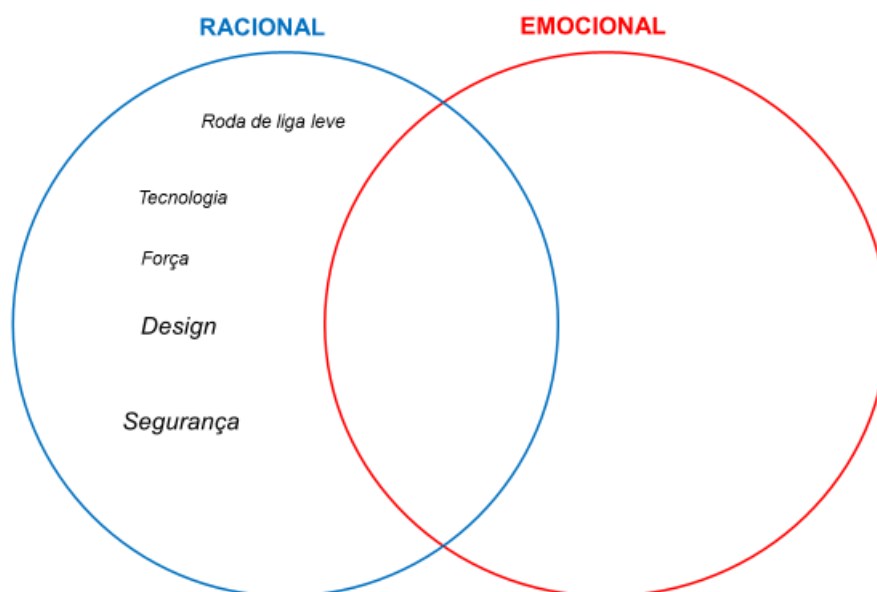 RACIONAL
EMOCIONAL
Roda de liga leve
Tecnologia
Força
Design
Segurança